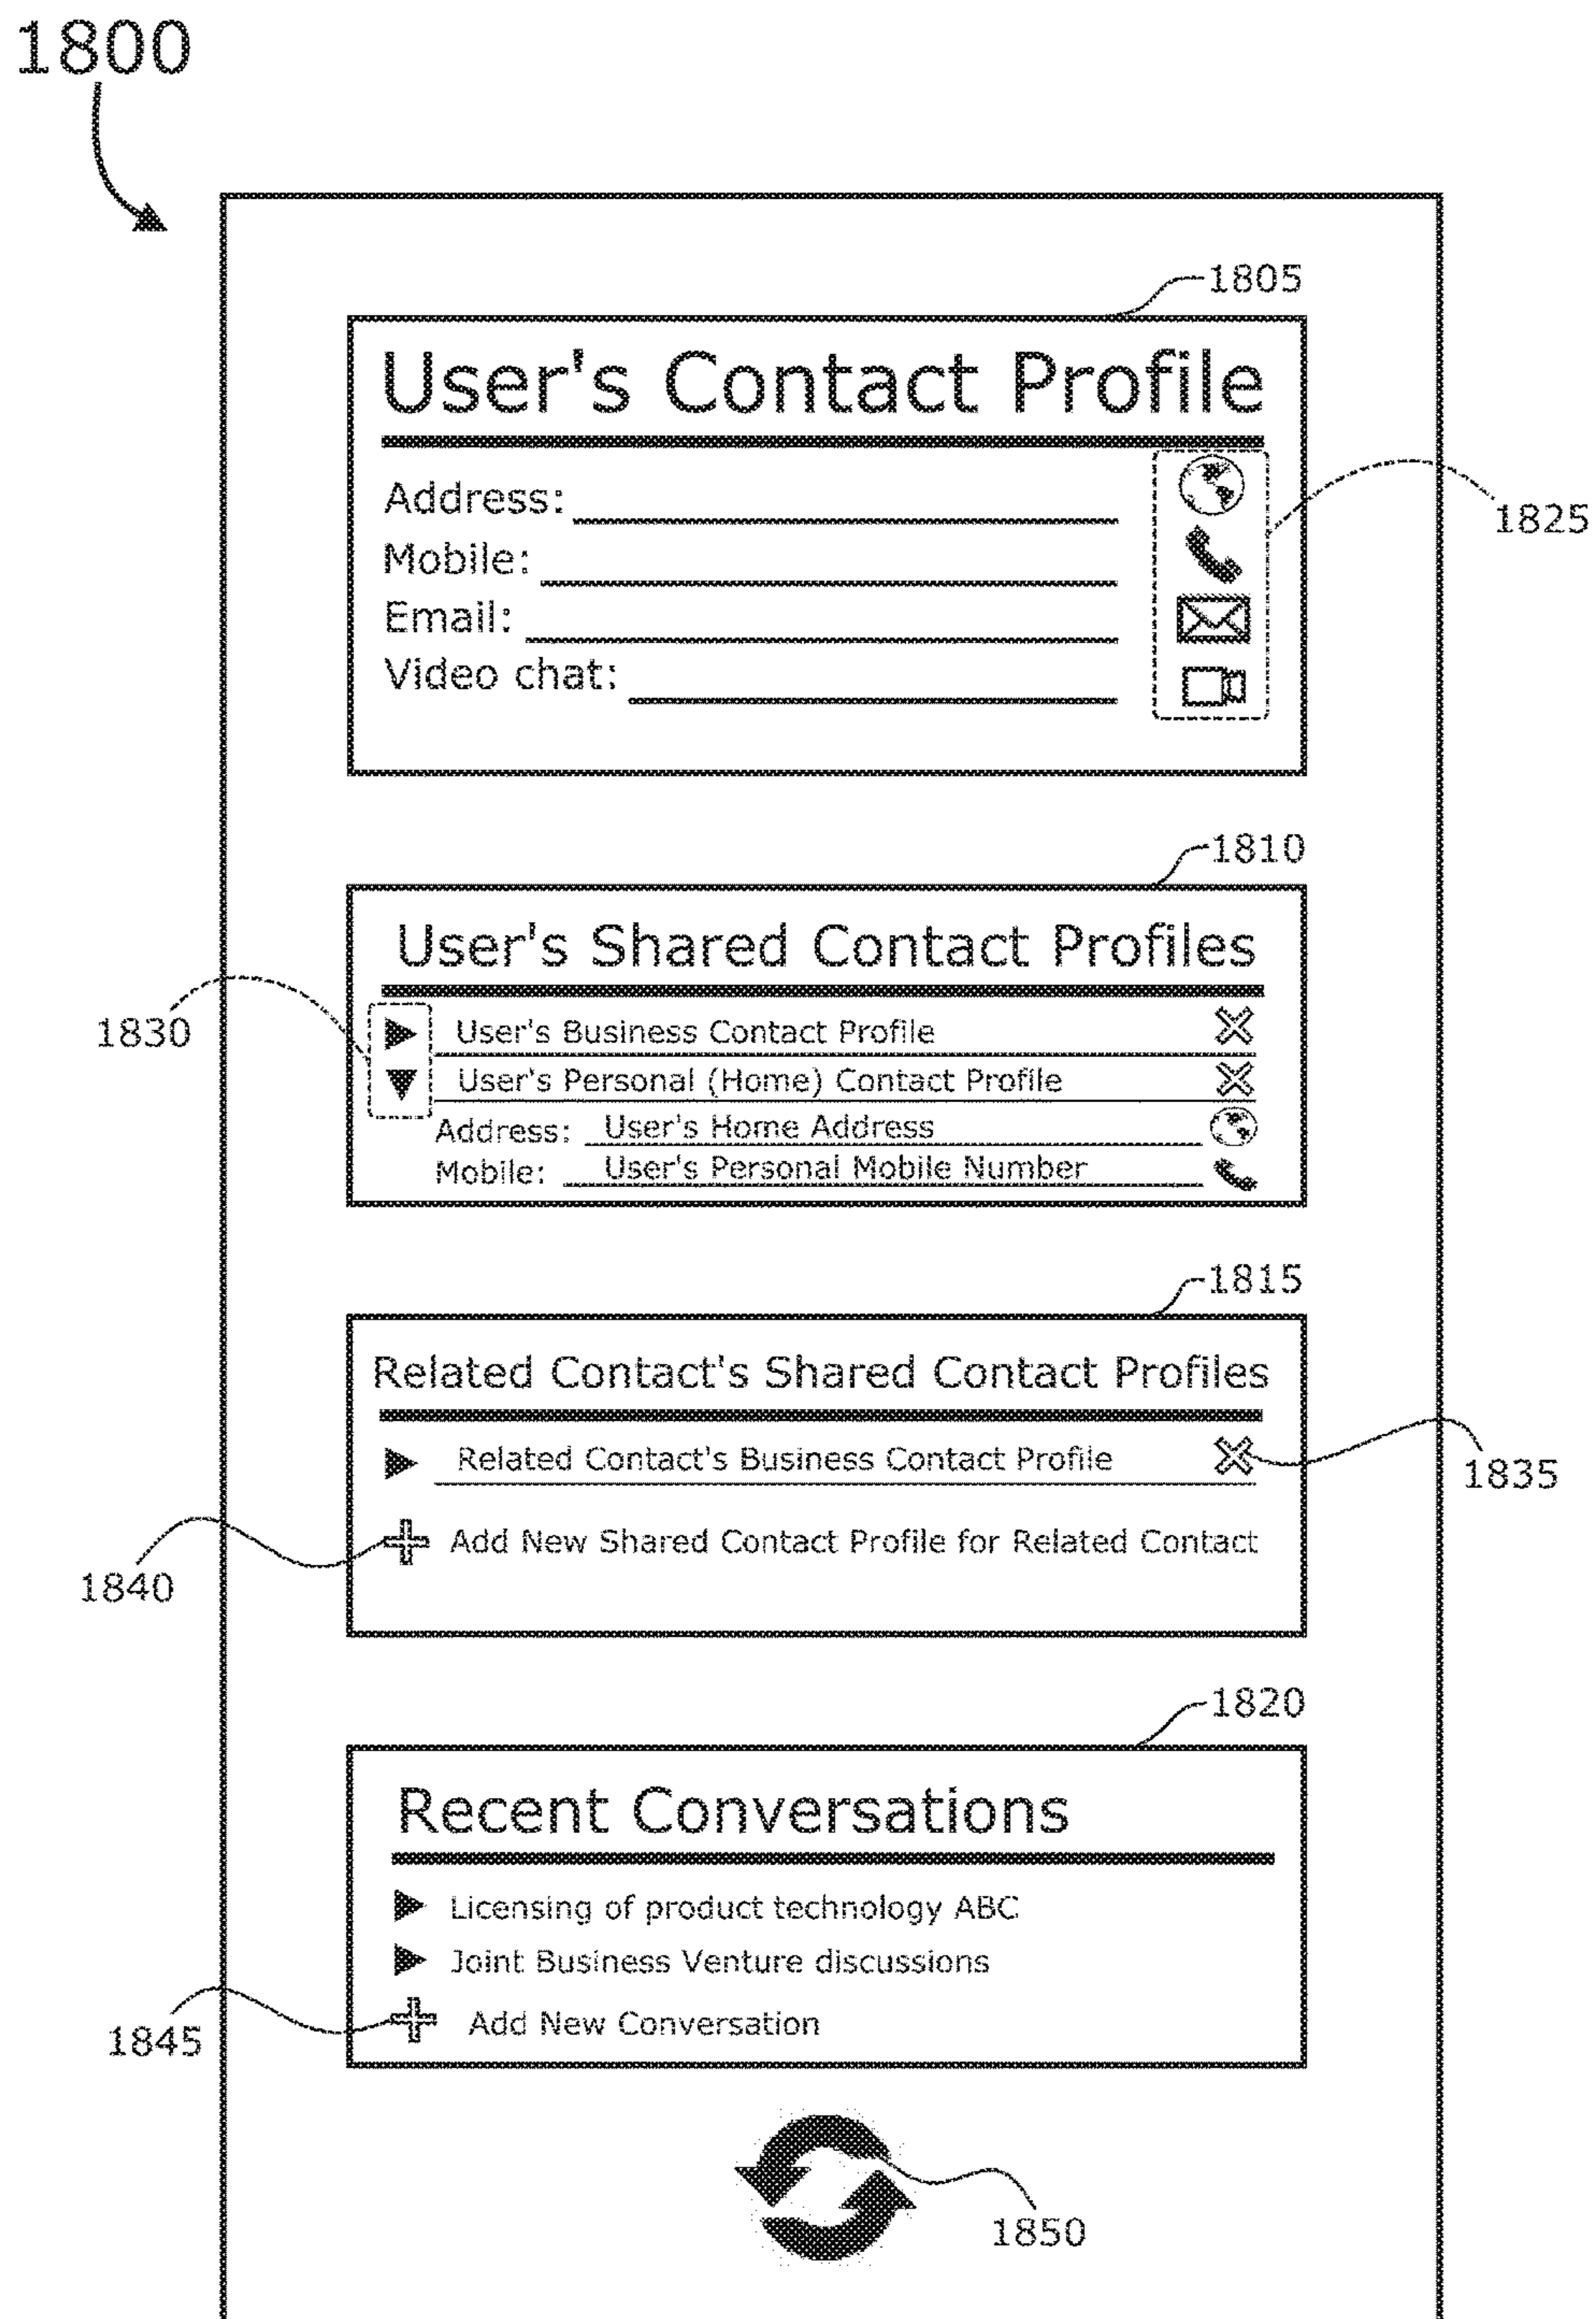 1800
1805
User's Contact Profile
Address:
1825
Mobile:
Email:
Video chat:
1810
User's Shared Contact Profiles
1830
User's Business Contact Profile
User's Personal (Home) Contact Profile
Address: User's Home Address
Mobile: User's Personal Mobile Number
1815
Related Contact's Shared Contact Profiles
Related Contact's Business Contact Profile
1835
Add New Shared Contact Profile for Related Contact
1840
1820
Recent Conversations
Licensing of product technology ABC
Joint Business Venture discussions
Add New Conversation
1845
1850